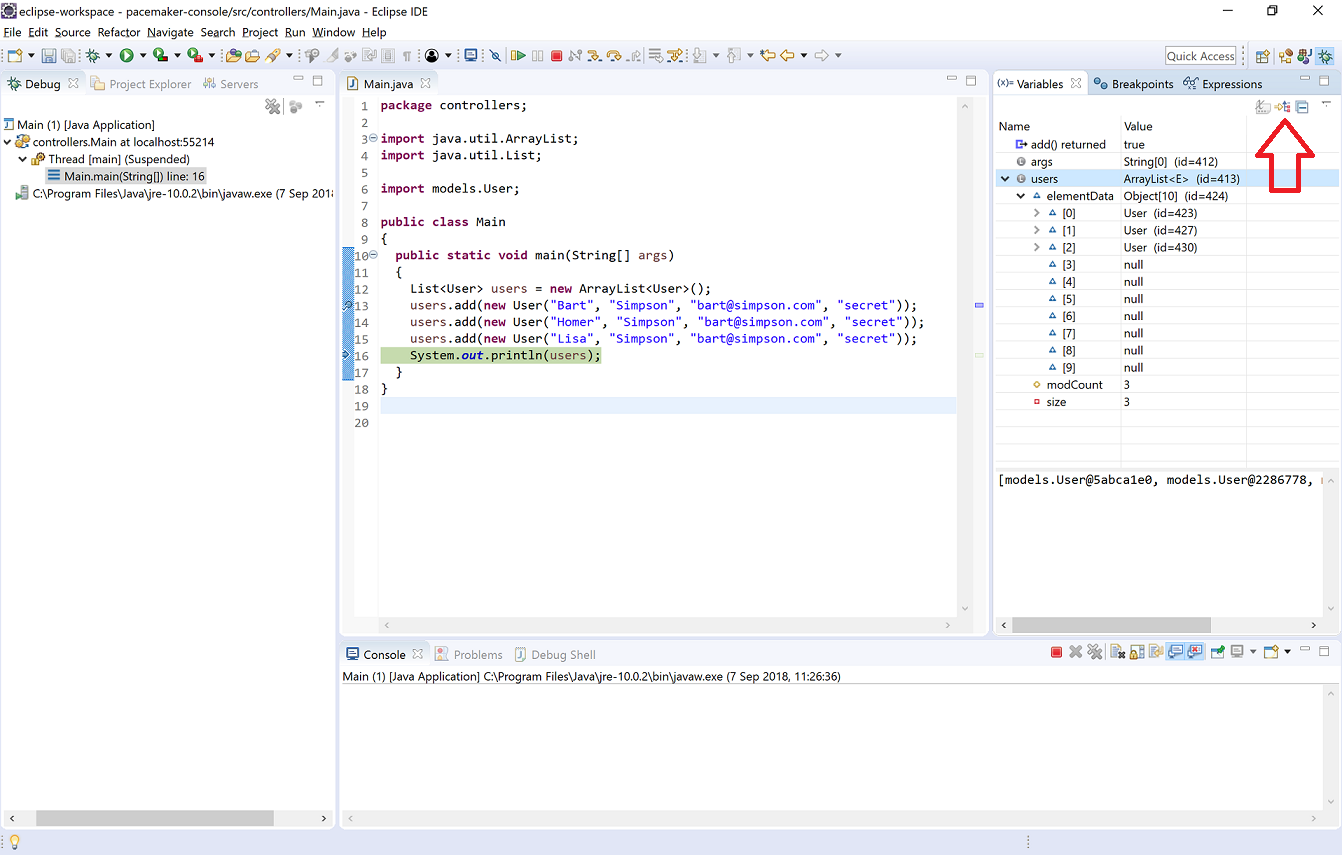 eclipse-workspace - pacemaker-console/src/controllers/Main.java - Eclipse IDE
File Edit Source Refactor Navigate Search Project Run Window Help
Quick Access
Debug Project Explorer Servers
Main (1) [Java Application]
controllers.Main at localhost:55214
Thread [main] (Suspended)
Main.main(String[]) line: 16
C:\Program Files\Java\jre-10.0.2\bin\javaw.exe (7 Sep 2018
Main.java
1 package controllers;
2
3 import java.util.ArrayList;
4 import java.util.List;
5
6 import models.User;
7
8 public class Main
9 {
10 public static void main(String[] args)
11 {
12 List<User> users = new ArrayList<User>();
13 users.add(new User("Bart", "Simpson", "bart@simpson.com", "secret"));
14 users.add(new User("Homer", "Simpson", "bart@simpson.com", "secret"));
15 users.add(new User("Lisa", "Simpson", "bart@simpson.com", "secret"));
16 System.out.println(users);
17 }
18 }
19
20
(x)= Variables Breakpoints Expressions
Name Value
add() returned true
args String[0] (id=412)
users ArrayList<E> (id=413)
elementData Object[10] (id=424)
[0] User (id=423)
[1] User (id=427)
[2] User (id=430)
[3] null
[4] null
[5] null
[6] null
[7] null
[8] null
[9] null
modCount 3
size 3
[models.User@5abca1e0, models.User@2286778,
Console Problems Debug Shell
Main (1) [Java Application] C:\Program Files\Java\jre-10.0.2\bin\javaw.exe (7 Sep 2018, 11:26:36)